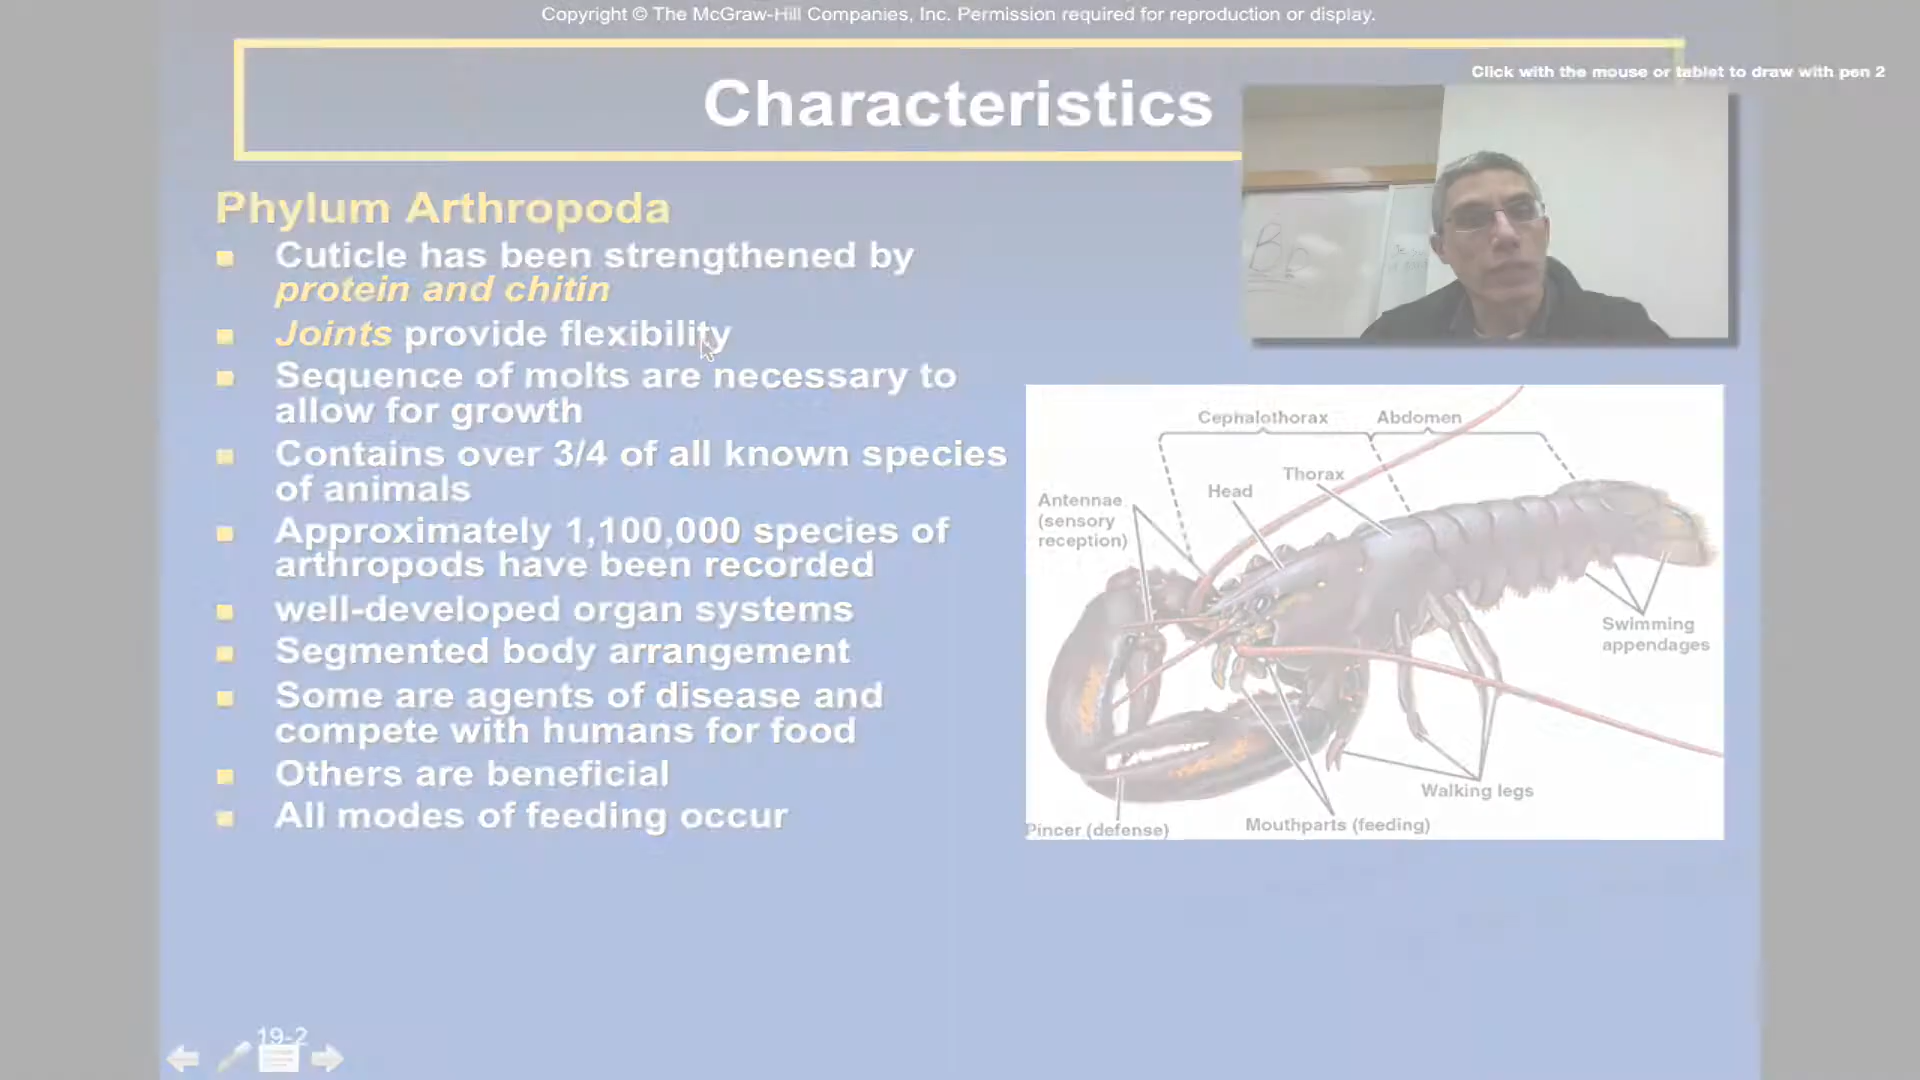 Copyright © The McGraw-Hill Companies, Inc. Permission required for reproduction or display.
Click with the mouse or tablet to draw with pen 2
Characteristics
Phylum Arthropoda
Cuticle has been strengthened by
protein and chitin
Joints provide flexibility
Sequence of molts are necessary to
allow for growth
Contains over 3/4 of all known species
of animals
Approximately 1,100,000 species of
arthropods have been recorded
well-developed organ systems
Segmented body arrangement
Some are agents of disease and
compete with humans for food
Others are beneficial
All modes of feeding occur
Cephalothorax
Abdomen
Thorax
Head
Antennae
(sensory
reception)
Swimming
appendages
Walking legs
Mouthparts (feeding)
Pincer (defense)
19-2